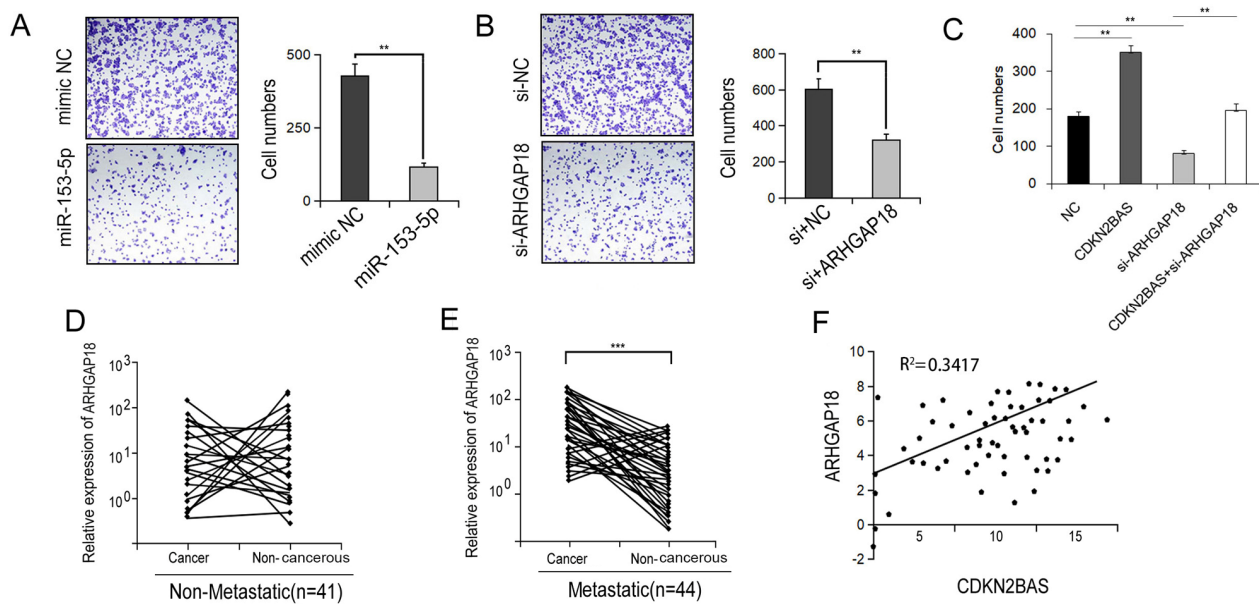 A
mimic NC
miR-153-5p
Cell numbers
500
250
0
**
mimic NC
miR-153-5p
B
si-NC
si-ARHGAP18
Cell numbers
800
600
400
200
0
**
si+NC
si+ARHGAP18
C
Cell numbers
400
300
200
100
0
**
**
**
NC
CDKN2BAS
si-ARHGAP18
CDKN2BAS+si-ARHGAP18
D
Relative expression of ARHGAP18
10³
10²
10¹
10⁰
Cancer
Non-cancerous
Non-Metastatic(n=41)
E
Relative expression of ARHGAP18
10³
10²
10¹
10⁰
***
Cancer
Non-cancerous
Metastatic(n=44)
F
ARHGAP18
10
8
6
4
2
0
-2
R²=0.3417
5
10
15
CDKN2BAS